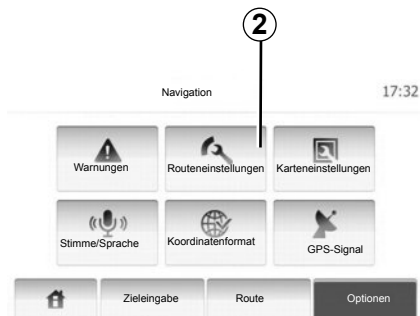 2
Navigation 17:32
Warnungen Routeneinstellungen Karteneinstellungen
Stimme/Sprache Koordinatenformat GPS-Signal
Zieleingabe Route Optionen